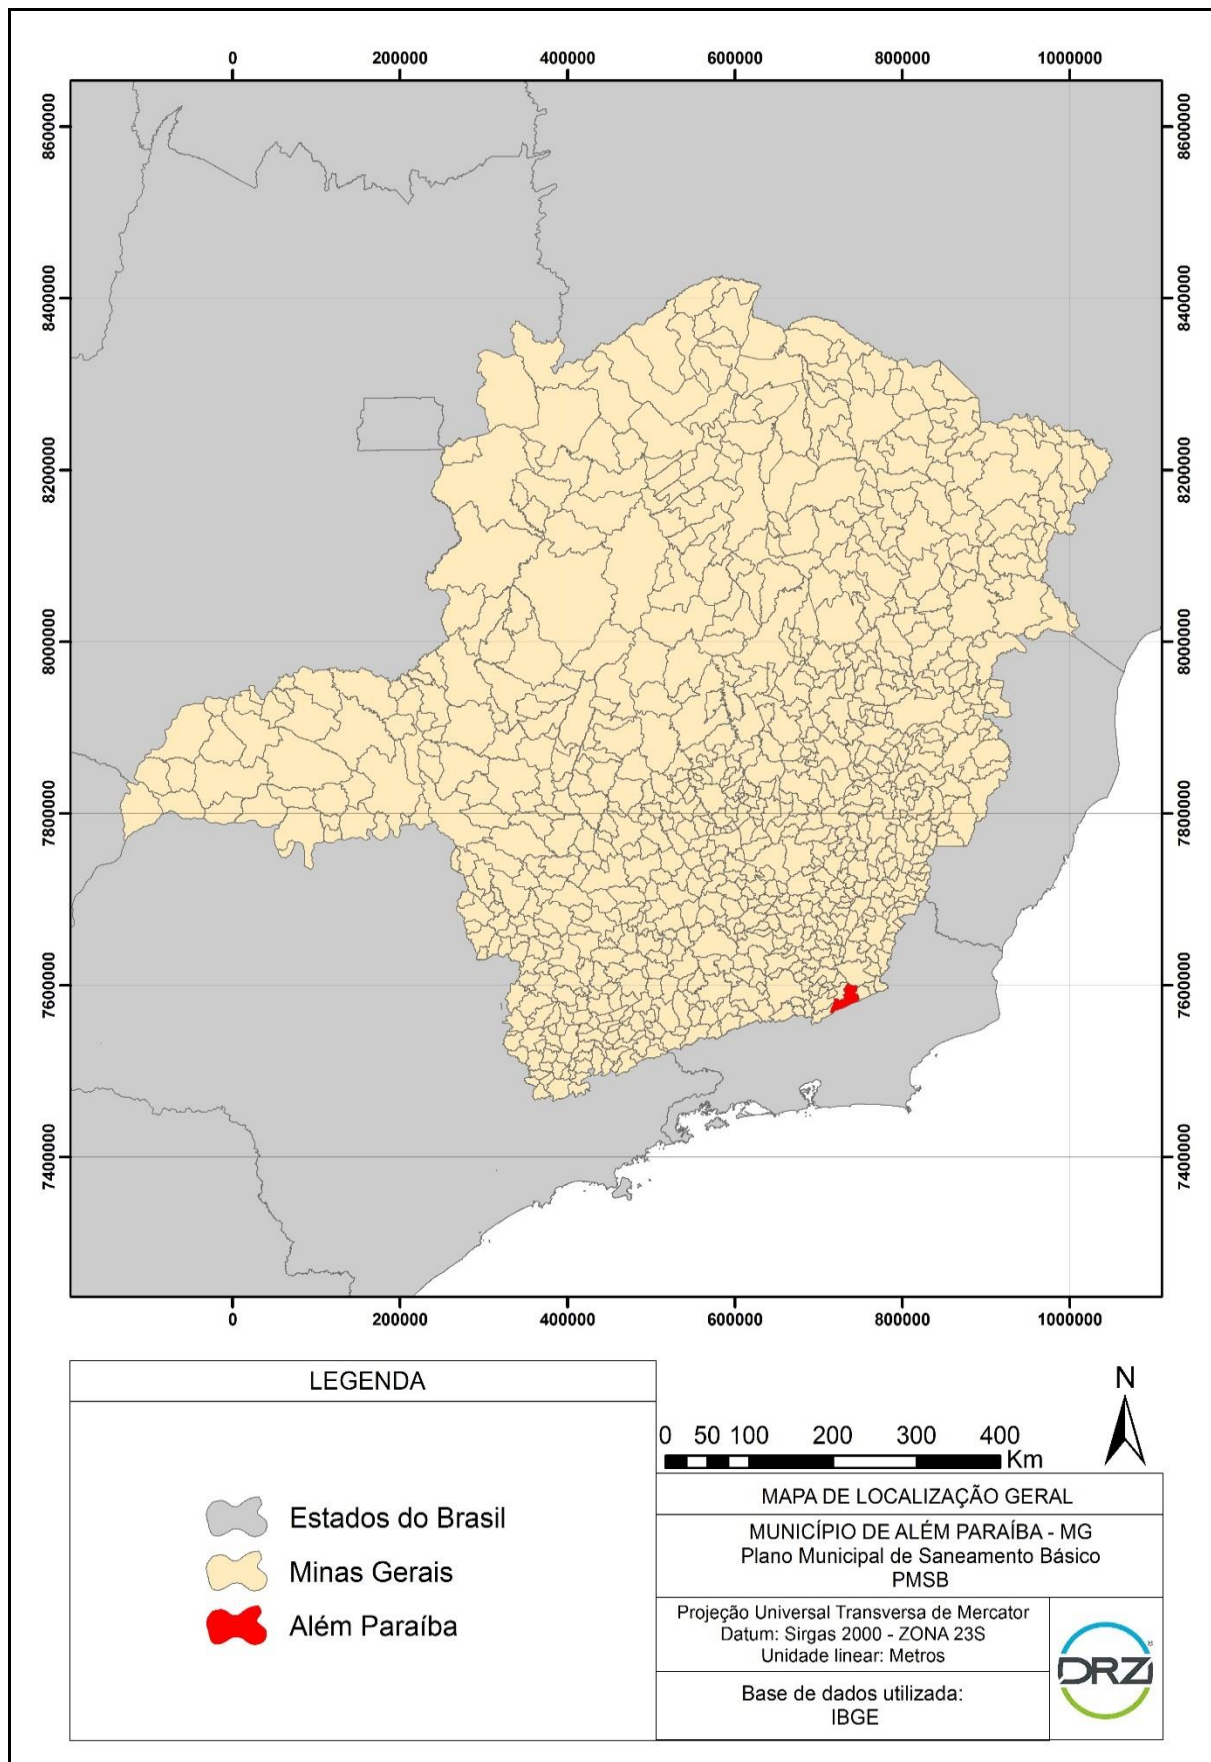 0 200000 400000 600000 800000 1000000
8600000 8600000
8400000 8400000
8200000 8200000
8000000 8000000
7800000 7800000
7600000 7600000
7400000 7400000
0 200000 400000 600000 800000 1000000
LEGENDA
Estados do Brasil
Minas Gerais
Além Paraíba
N
0 50 100 200 300 400
Km
MAPA DE LOCALIZAÇÃO GERAL
MUNICÍPIO DE ALÉM PARAÍBA - MG
Plano Municipal de Saneamento Básico
PMSB
Projeção Universal Transversa de Mercator
Datum: Sirgas 2000 - ZONA 23S
Unidade linear: Metros
Base de dados utilizada:
IBGE
DRZ®